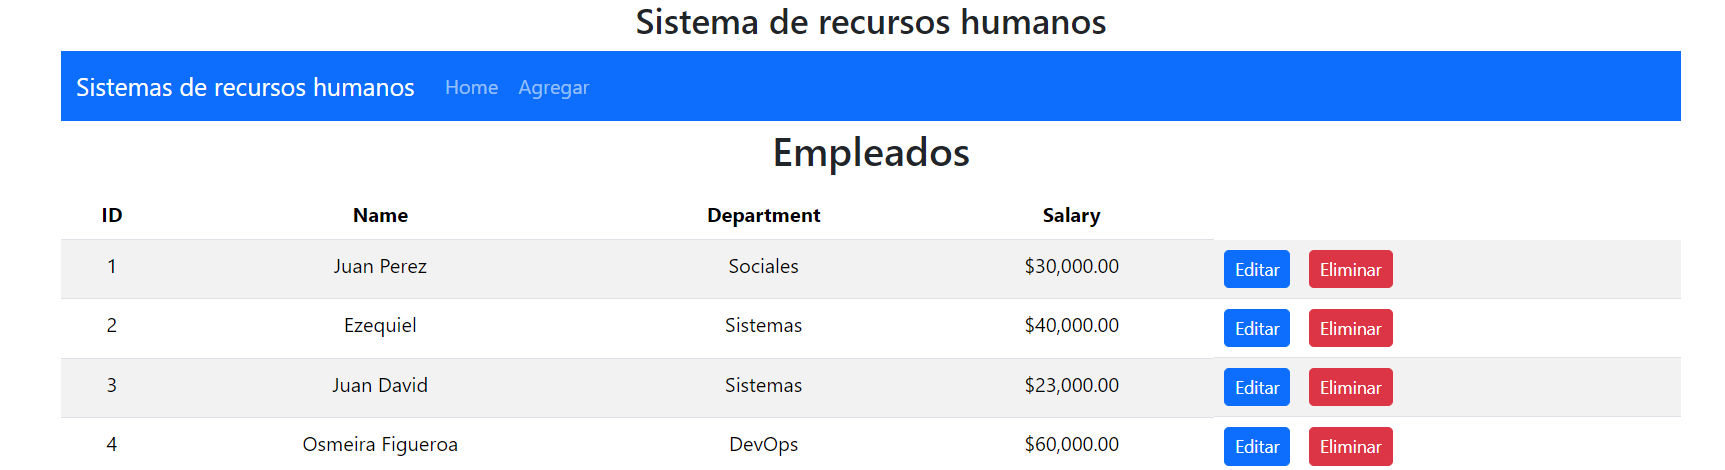 Sistema de recursos humanos
Sistemas de recursos humanos Home Agregar
Empleados
ID Name Department Salary
1 Juan Perez Sociales $30,000.00 Editar Eliminar
2 Ezequiel Sistemas $40,000.00 Editar Eliminar
3 Juan David Sistemas $23,000.00 Editar Eliminar
4 Osmeira Figueroa DevOps $60,000.00 Editar Eliminar